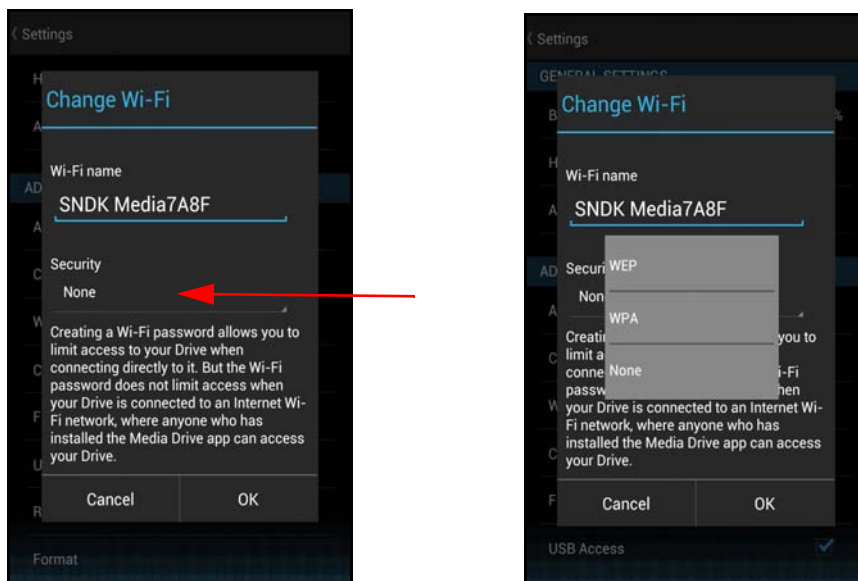 Settings
H
Change Wi-Fi
A
Wi-Fi name
AD
SNDK Media7A8F
A
Security
C
None
W
Creating a Wi-Fi password allows you to
limit access to your Drive when
connecting directly to it. But the Wi-Fi
C
password does not limit access when
your Drive is connected to an Internet Wi-
F
Fi network, where anyone who has
installed the Media Drive app can access
U
your Drive.
Cancel OK
R
Format
Settings
GENERAL SETTINGS
B
Change Wi-Fi
%
H
Wi-Fi name
A
SNDK Media7A8F
AD
Securi
WEP
Non
A
WPA
Creati
you to
limit a
C
conne
None
i-Fi
passw
hen
W
your Drive is connected to an Internet Wi-
Fi network, where anyone who has
installed the Media Drive app can access
C
your Drive.
F
Cancel OK
USB Access